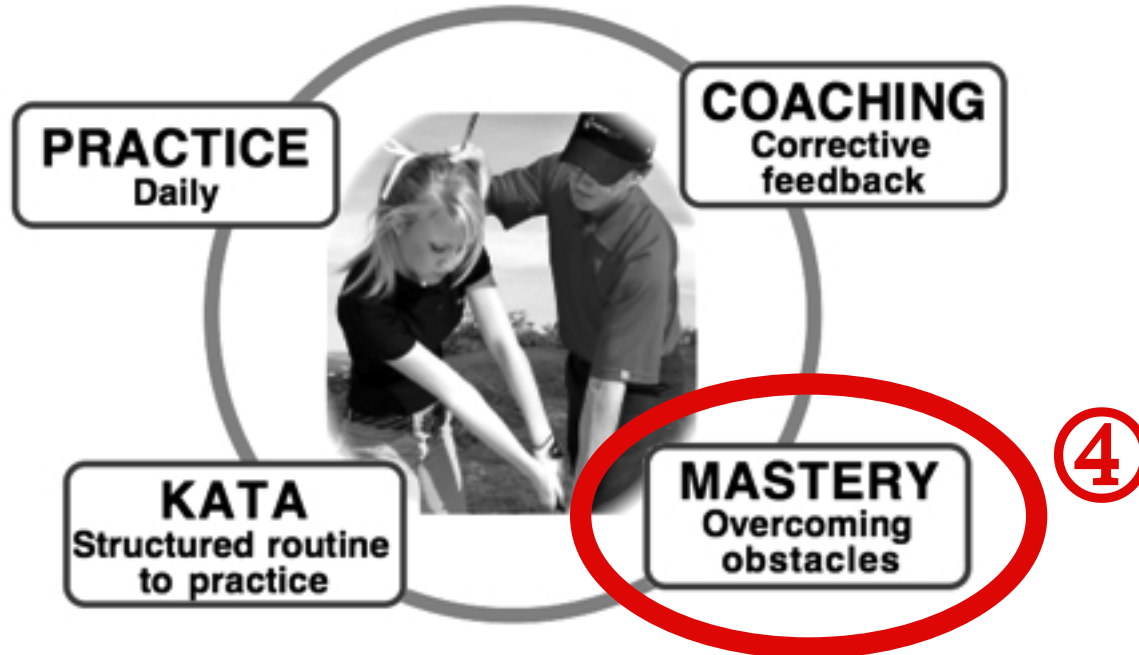 PRACTICE
Daily
COACHING
Corrective
feedback
KATA
Structured routine
to practice
MASTERY
Overcoming
obstacles
④